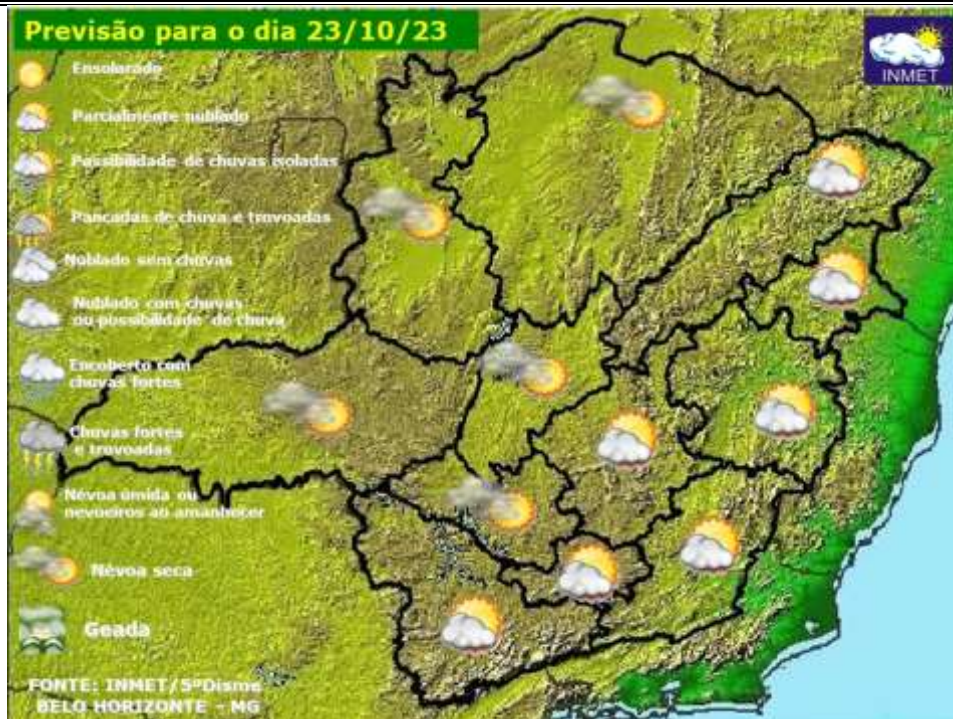 Previsão para o dia 23/10/23
INMET
Ensolarado
Parcialmente nublado
Possibilidade de chuvas isoladas
Pancadas de chuva e trovoadas
Nublado sem chuvas
Nublado com chuvas
ou possibilidade de chuva
Encoberto com
chuvas fortes
Chuvas fortes
e trovoadas
Névoa úmida ou
nevoeiros ao amanhecer
Névoa seca
Geada
FONTE: INMET/5ºDisme
BELO HORIZONTE - MG